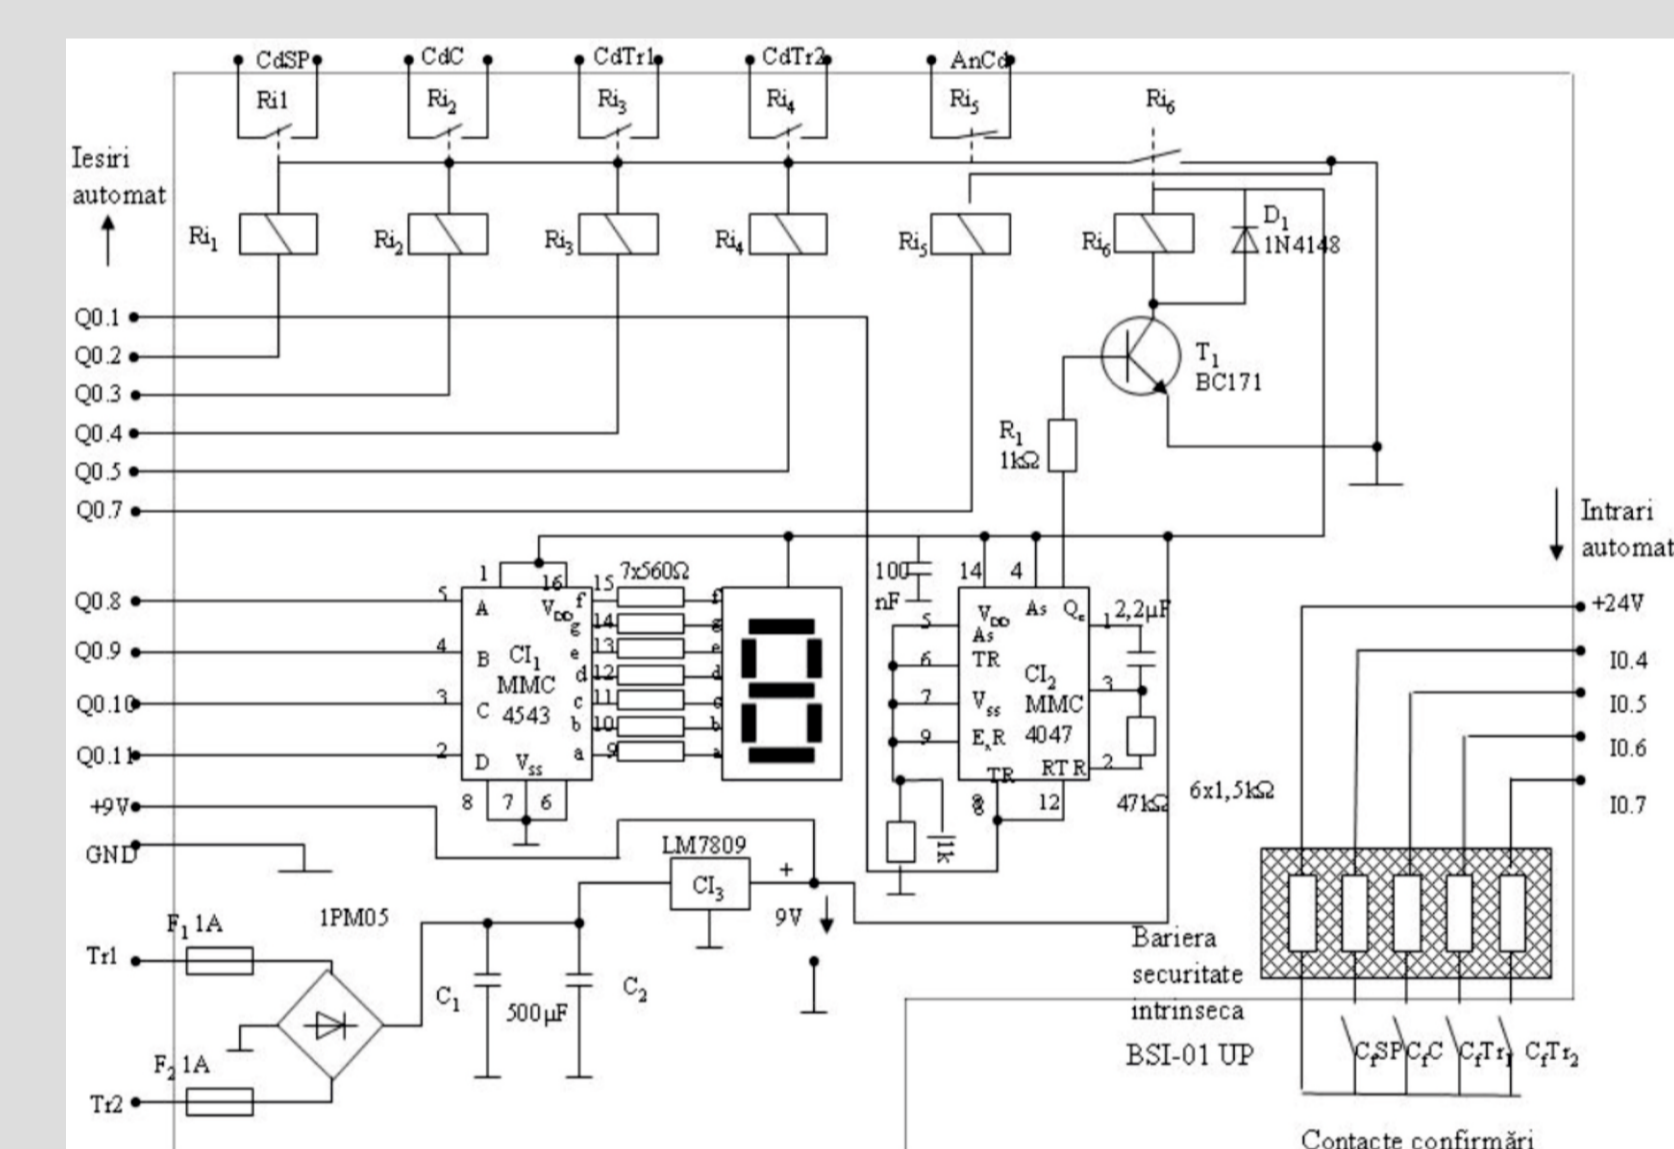 CdSP CdC CdTr1 CdTr2 AnCd
Ri1 Ri2 Ri3 Ri4 Ri5 Ri6
Iesiri
automat
Ri1 Ri2 Ri3 Ri4 Ri5 Ri6
D1
1N4148
Q0.1
Q0.2
Q0.3
Q0.4
Q0.5
Q0.7
T1
BC171
R1
1kΩ
Intrari
automat
+24V
I0.4
I0.5
I0.6
I0.7
Q0.8
Q0.9
Q0.10
Q0.11
+9V
GND
5
4
3
2
1 16
A VDD
B
C
D Vss
CI1
MMC
4543
8 7 6
f g e d c b a
15 14 13 12 11 10 9
7x560Ω
f g e d c b a
100
nF
14 4
5
6
7
9
VDD As Qe
As
TR
Vss
E,R
TR RT R
CI2
MMC
4047
1 2,2µF
3
2
8 12
47kΩ
11k
6x1,5kΩ
LM7809
CI3
+
9V
F1 1A
1PM05
Tr1
C1
500µF
C2
F2 1A
Tr2
Bariera
securitate
intrinseca
BSI-01 UP
CfSP CfC CfTr1 CfTr2
Contacte confirmări